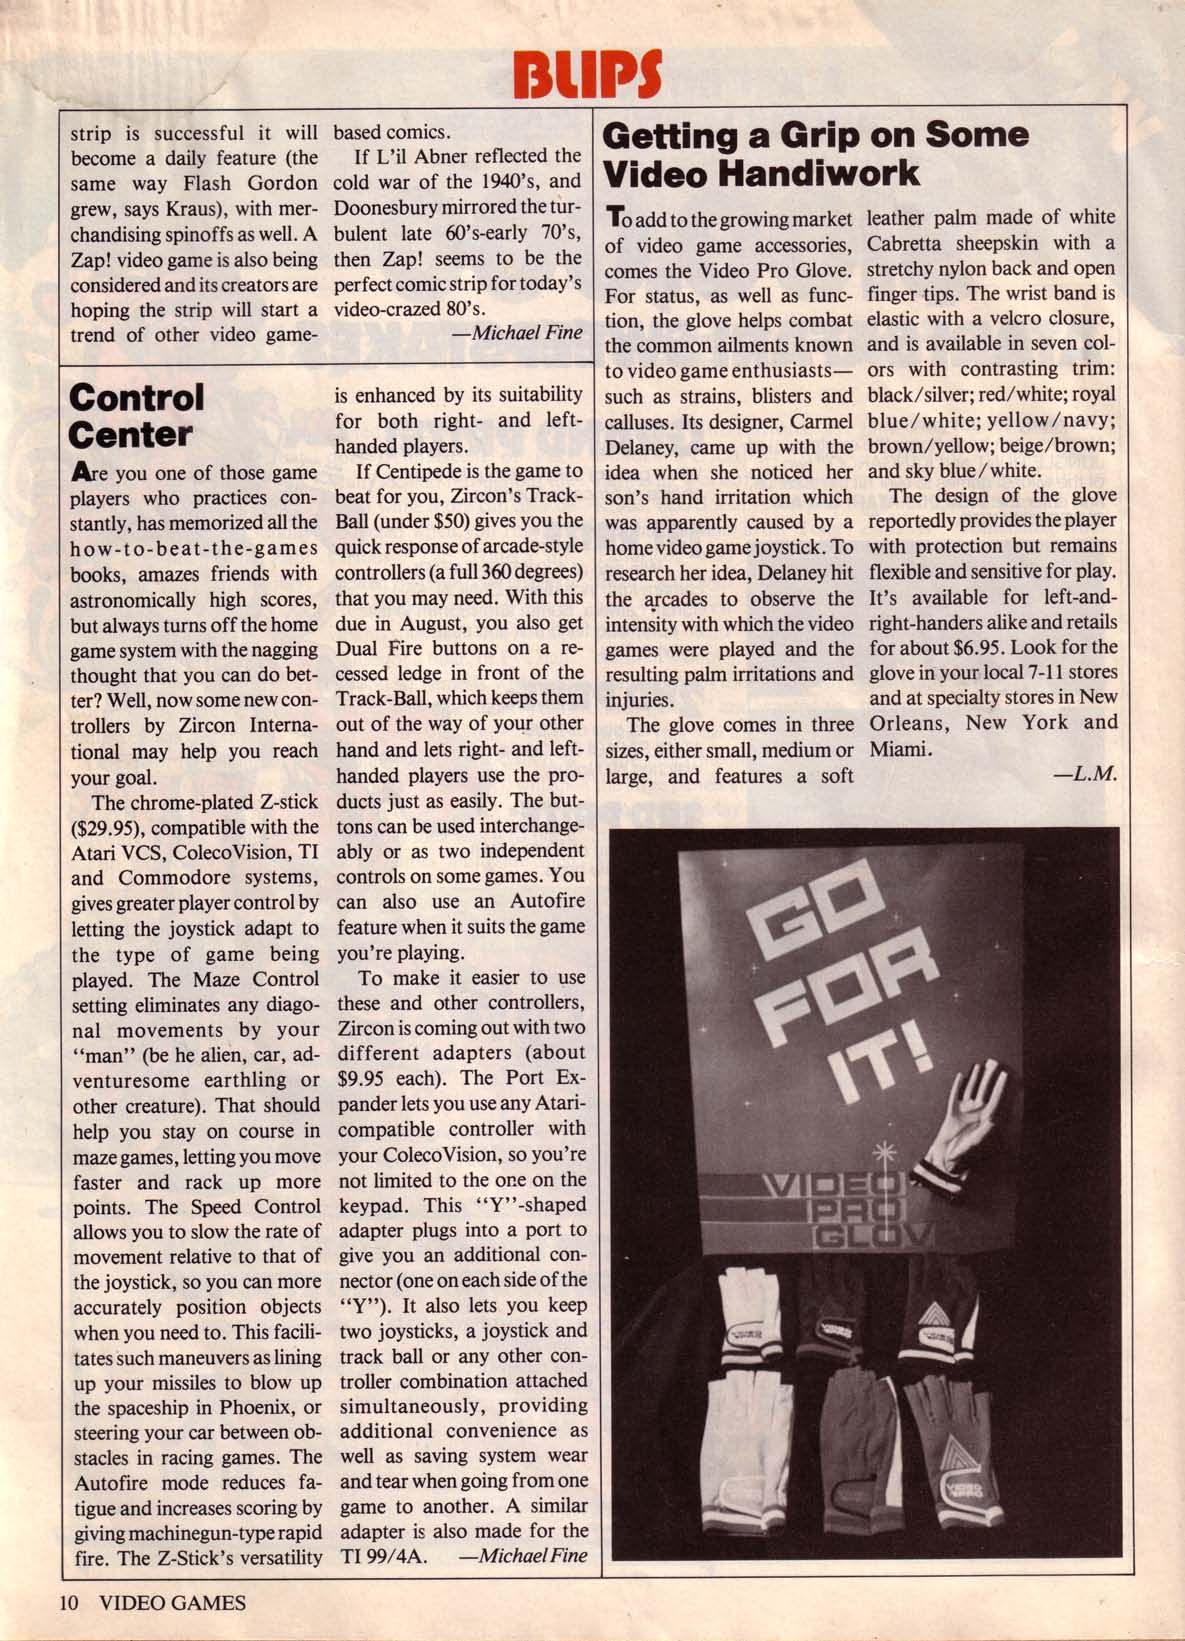 BLIPS
strip is successful it will
become a daily feature (the
same way Flash Gordon
grew, says Kraus), with mer-
chandising spinoffs as well. A
Zap! video game is also being
considered and its creators are
hoping the strip will start a
trend of other video game-
based comics.
If L'il Abner reflected the
cold war of the 1940's, and
Doonesbury mirrored the tur-
bulent late 60's-early 70's,
then Zap! seems to be the
perfect comic strip for today's
video-crazed 80's.
—Michael Fine
Control
Center
Are you one of those game
players who practices con-
stantly, has memorized all the
how-to-beat-the-games
books, amazes friends with
astronomically high scores,
but always turns off the home
game system with the nagging
thought that you can do bet-
ter? Well, now some new con-
trollers by Zircon Interna-
tional may help you reach
your goal.
The chrome-plated Z-stick
($29.95), compatible with the
Atari VCS, ColecoVision, TI
and Commodore systems,
gives greater player control by
letting the joystick adapt to
the type of game being
played. The Maze Control
setting eliminates any diago-
nal movements by your
"man" (be he alien, car, ad-
venturesome earthling or
other creature). That should
help you stay on course in
maze games, letting you move
faster and rack up more
points. The Speed Control
allows you to slow the rate of
movement relative to that of
the joystick, so you can more
accurately position objects
when you need to. This facili-
tates such maneuvers as lining
up your missiles to blow up
the spaceship in Phoenix, or
steering your car between ob-
stacles in racing games. The
Autofire mode reduces fa-
tigue and increases scoring by
giving machinegun-type rapid
fire. The Z-Stick's versatility
is enhanced by its suitability
for both right- and left-
handed players.
If Centipede is the game to
beat for you, Zircon's Track-
Ball (under $50) gives you the
quick response of arcade-style
controllers (a full 360 degrees)
that you may need. With this
due in August, you also get
Dual Fire buttons on a re-
cessed ledge in front of the
Track-Ball, which keeps them
out of the way of your other
hand and lets right- and left-
handed players use the pro-
ducts just as easily. The but-
tons can be used interchange-
ably or as two independent
controls on some games. You
can also use an Autofire
feature when it suits the game
you're playing.
To make it easier to use
these and other controllers,
Zircon is coming out with two
different adapters (about
$9.95 each). The Port Ex-
pander lets you use any Atari-
compatible controller with
your ColecoVision, so you're
not limited to the one on the
keypad. This "Y"-shaped
adapter plugs into a port to
give you an additional con-
nector (one on each side of the
"Y"). It also lets you keep
two joysticks, a joystick and
track ball or any other con-
troller combination attached
simultaneously, providing
additional convenience as
well as saving system wear
and tear when going from one
game to another. A similar
adapter is also made for the
TI 99/4A. —Michael Fine
Getting a Grip on Some
Video Handiwork
To add to the growing market
of video game accessories,
comes the Video Pro Glove.
For status, as well as func-
tion, the glove helps combat
the common ailments known
to video game enthusiasts—
such as strains, blisters and
calluses. Its designer, Carmel
Delaney, came up with the
idea when she noticed her
son's hand irritation which
was apparently caused by a
home video game joystick. To
research her idea, Delaney hit
the arcades to observe the
intensity with which the video
games were played and the
resulting palm irritations and
injuries.
The glove comes in three
sizes, either small, medium or
large, and features a soft
leather palm made of white
Cabretta sheepskin with a
stretchy nylon back and open
finger tips. The wrist band is
elastic with a velcro closure,
and is available in seven col-
ors with contrasting trim:
black/silver; red/white; royal
blue/white; yellow/navy;
brown/yellow; beige/brown;
and sky blue/white.
The design of the glove
reportedly provides the player
with protection but remains
flexible and sensitive for play.
It's available for left-and-
right-handers alike and retails
for about $6.95. Look for the
glove in your local 7-11 stores
and at specialty stores in New
Orleans, New York and
Miami.
—L.M.
GO
FOR
IT!
VIDEO
PRO
GLOV
VIDEO
PRO
VIDEO
PRO
10 VIDEO GAMES